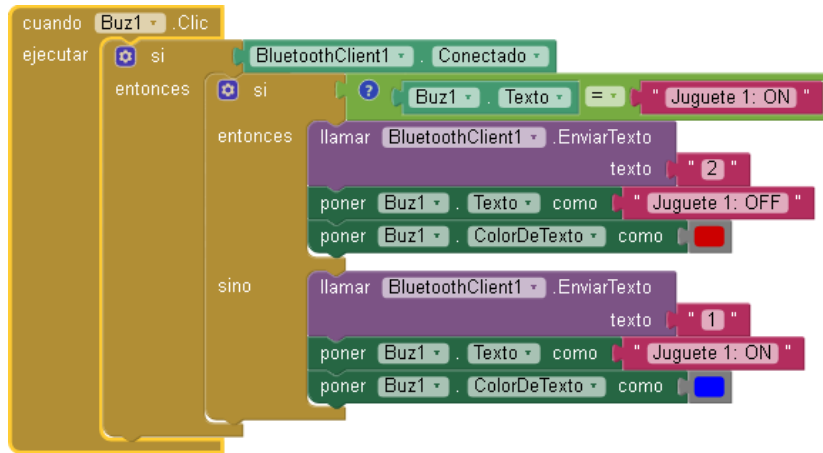 cuando Buz1 .Clic
ejecutar si BluetoothClient1 . Conectado
entonces si ? Buz1 . Texto = " Juguete 1: ON "
entonces llamar BluetoothClient1 .EnviarTexto
texto " 2 "
poner Buz1 . Texto como " Juguete 1: OFF "
poner Buz1 . ColorDeTexto como
sino llamar BluetoothClient1 .EnviarTexto
texto " 1 "
poner Buz1 . Texto como " Juguete 1: ON "
poner Buz1 . ColorDeTexto como